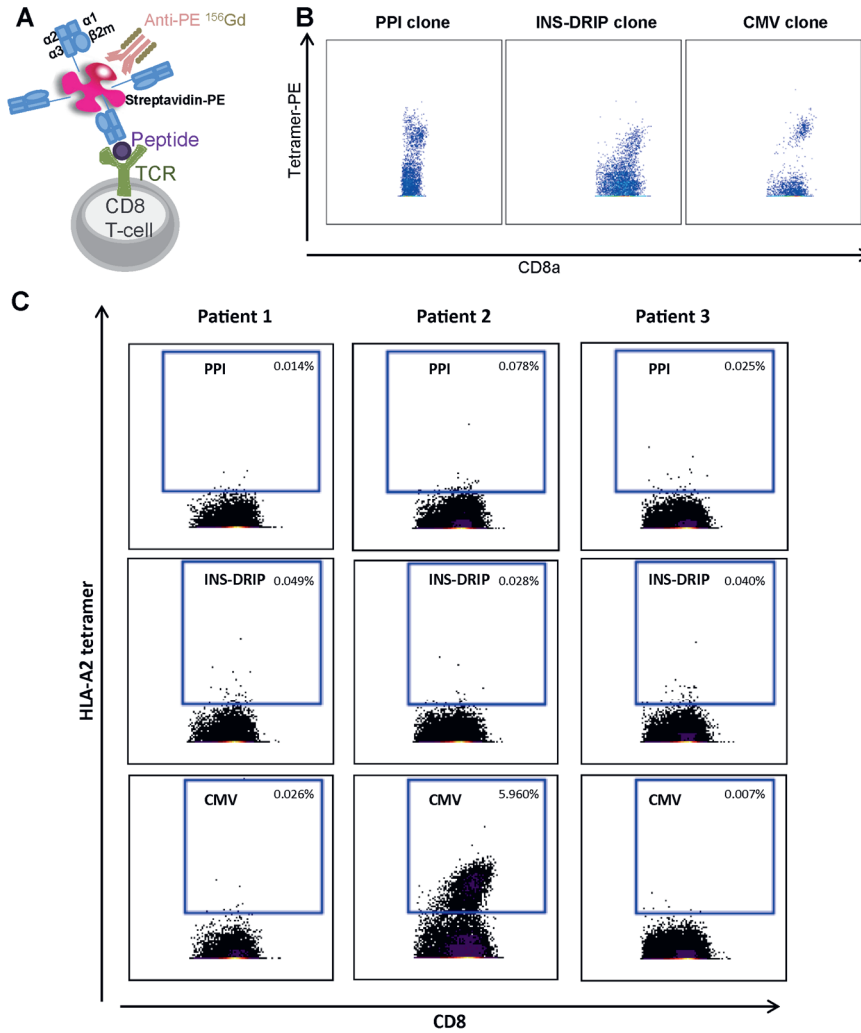 A
α2
α1
α3
β2m
Anti-PE ¹⁵⁶Gd
Streptavidin-PE
Peptide
TCR
CD8
T-cell
B
PPI clone
INS-DRIP clone
CMV clone
Tetramer-PE
CD8a
C
Patient 1
Patient 2
Patient 3
HLA-A2 tetramer
PPI 0.014%
PPI 0.078%
PPI 0.025%
INS-DRIP 0.049%
INS-DRIP 0.028%
INS-DRIP 0.040%
CMV 0.026%
CMV 5.960%
CMV 0.007%
CD8